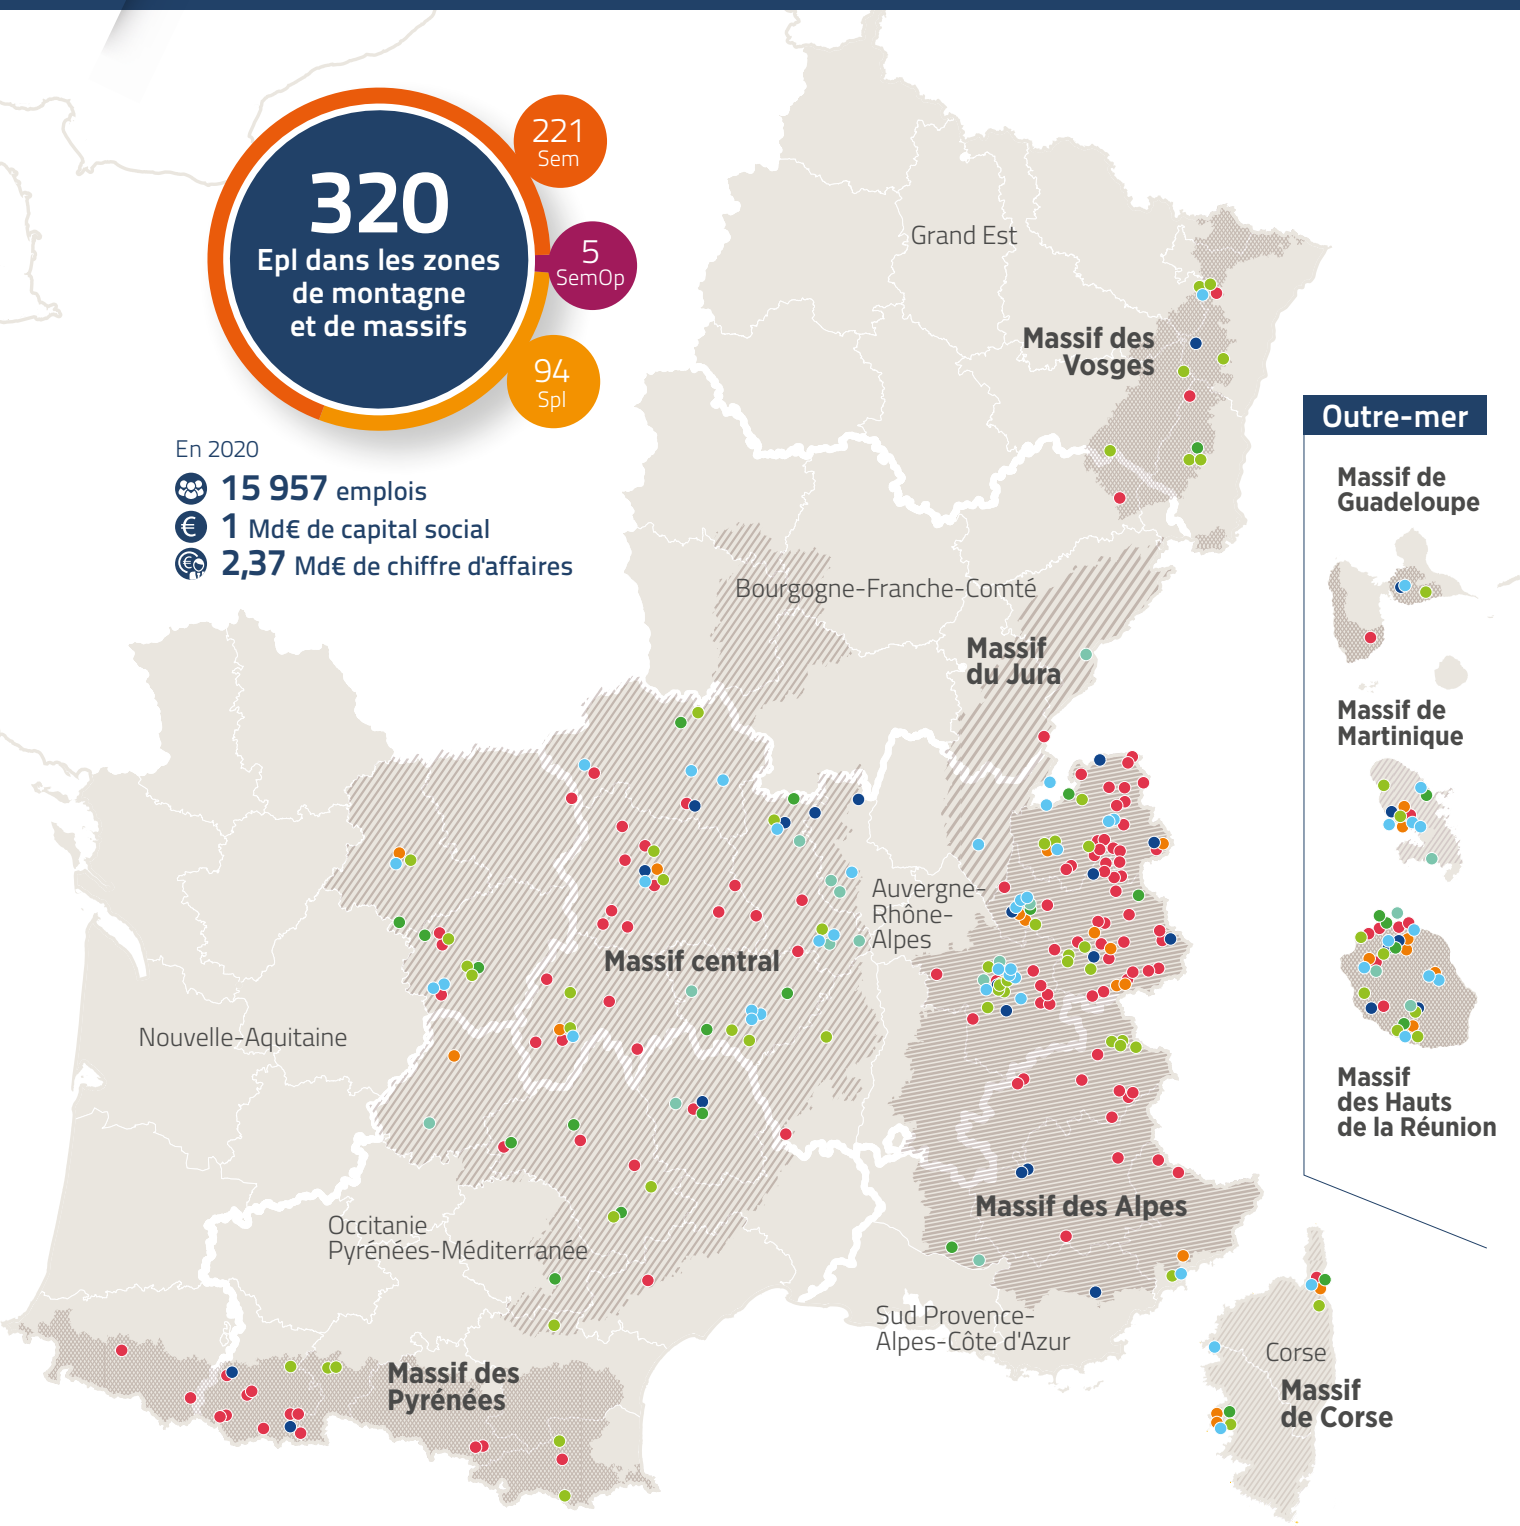 320
Epl dans les zones
de montagne
et de massifs
221
Sem
5
SemOp
94
Spl
En 2020
15 957 emplois
1 Md€ de capital social
2,37 Md€ de chiffre d'affaires
Grand Est
Massif des
Vosges
Bourgogne-Franche-Comté
Massif
du Jura
Auvergne-
Rhône-
Alpes
Massif central
Nouvelle-Aquitaine
Massif des Alpes
Occitanie
Pyrénées-Méditerranée
Sud Provence-
Alpes-Côte d'Azur
Massif des
Pyrénées
Corse
Massif
de Corse
Outre-mer
Massif de
Guadeloupe
Massif de
Martinique
Massif
des Hauts
de la Réunion